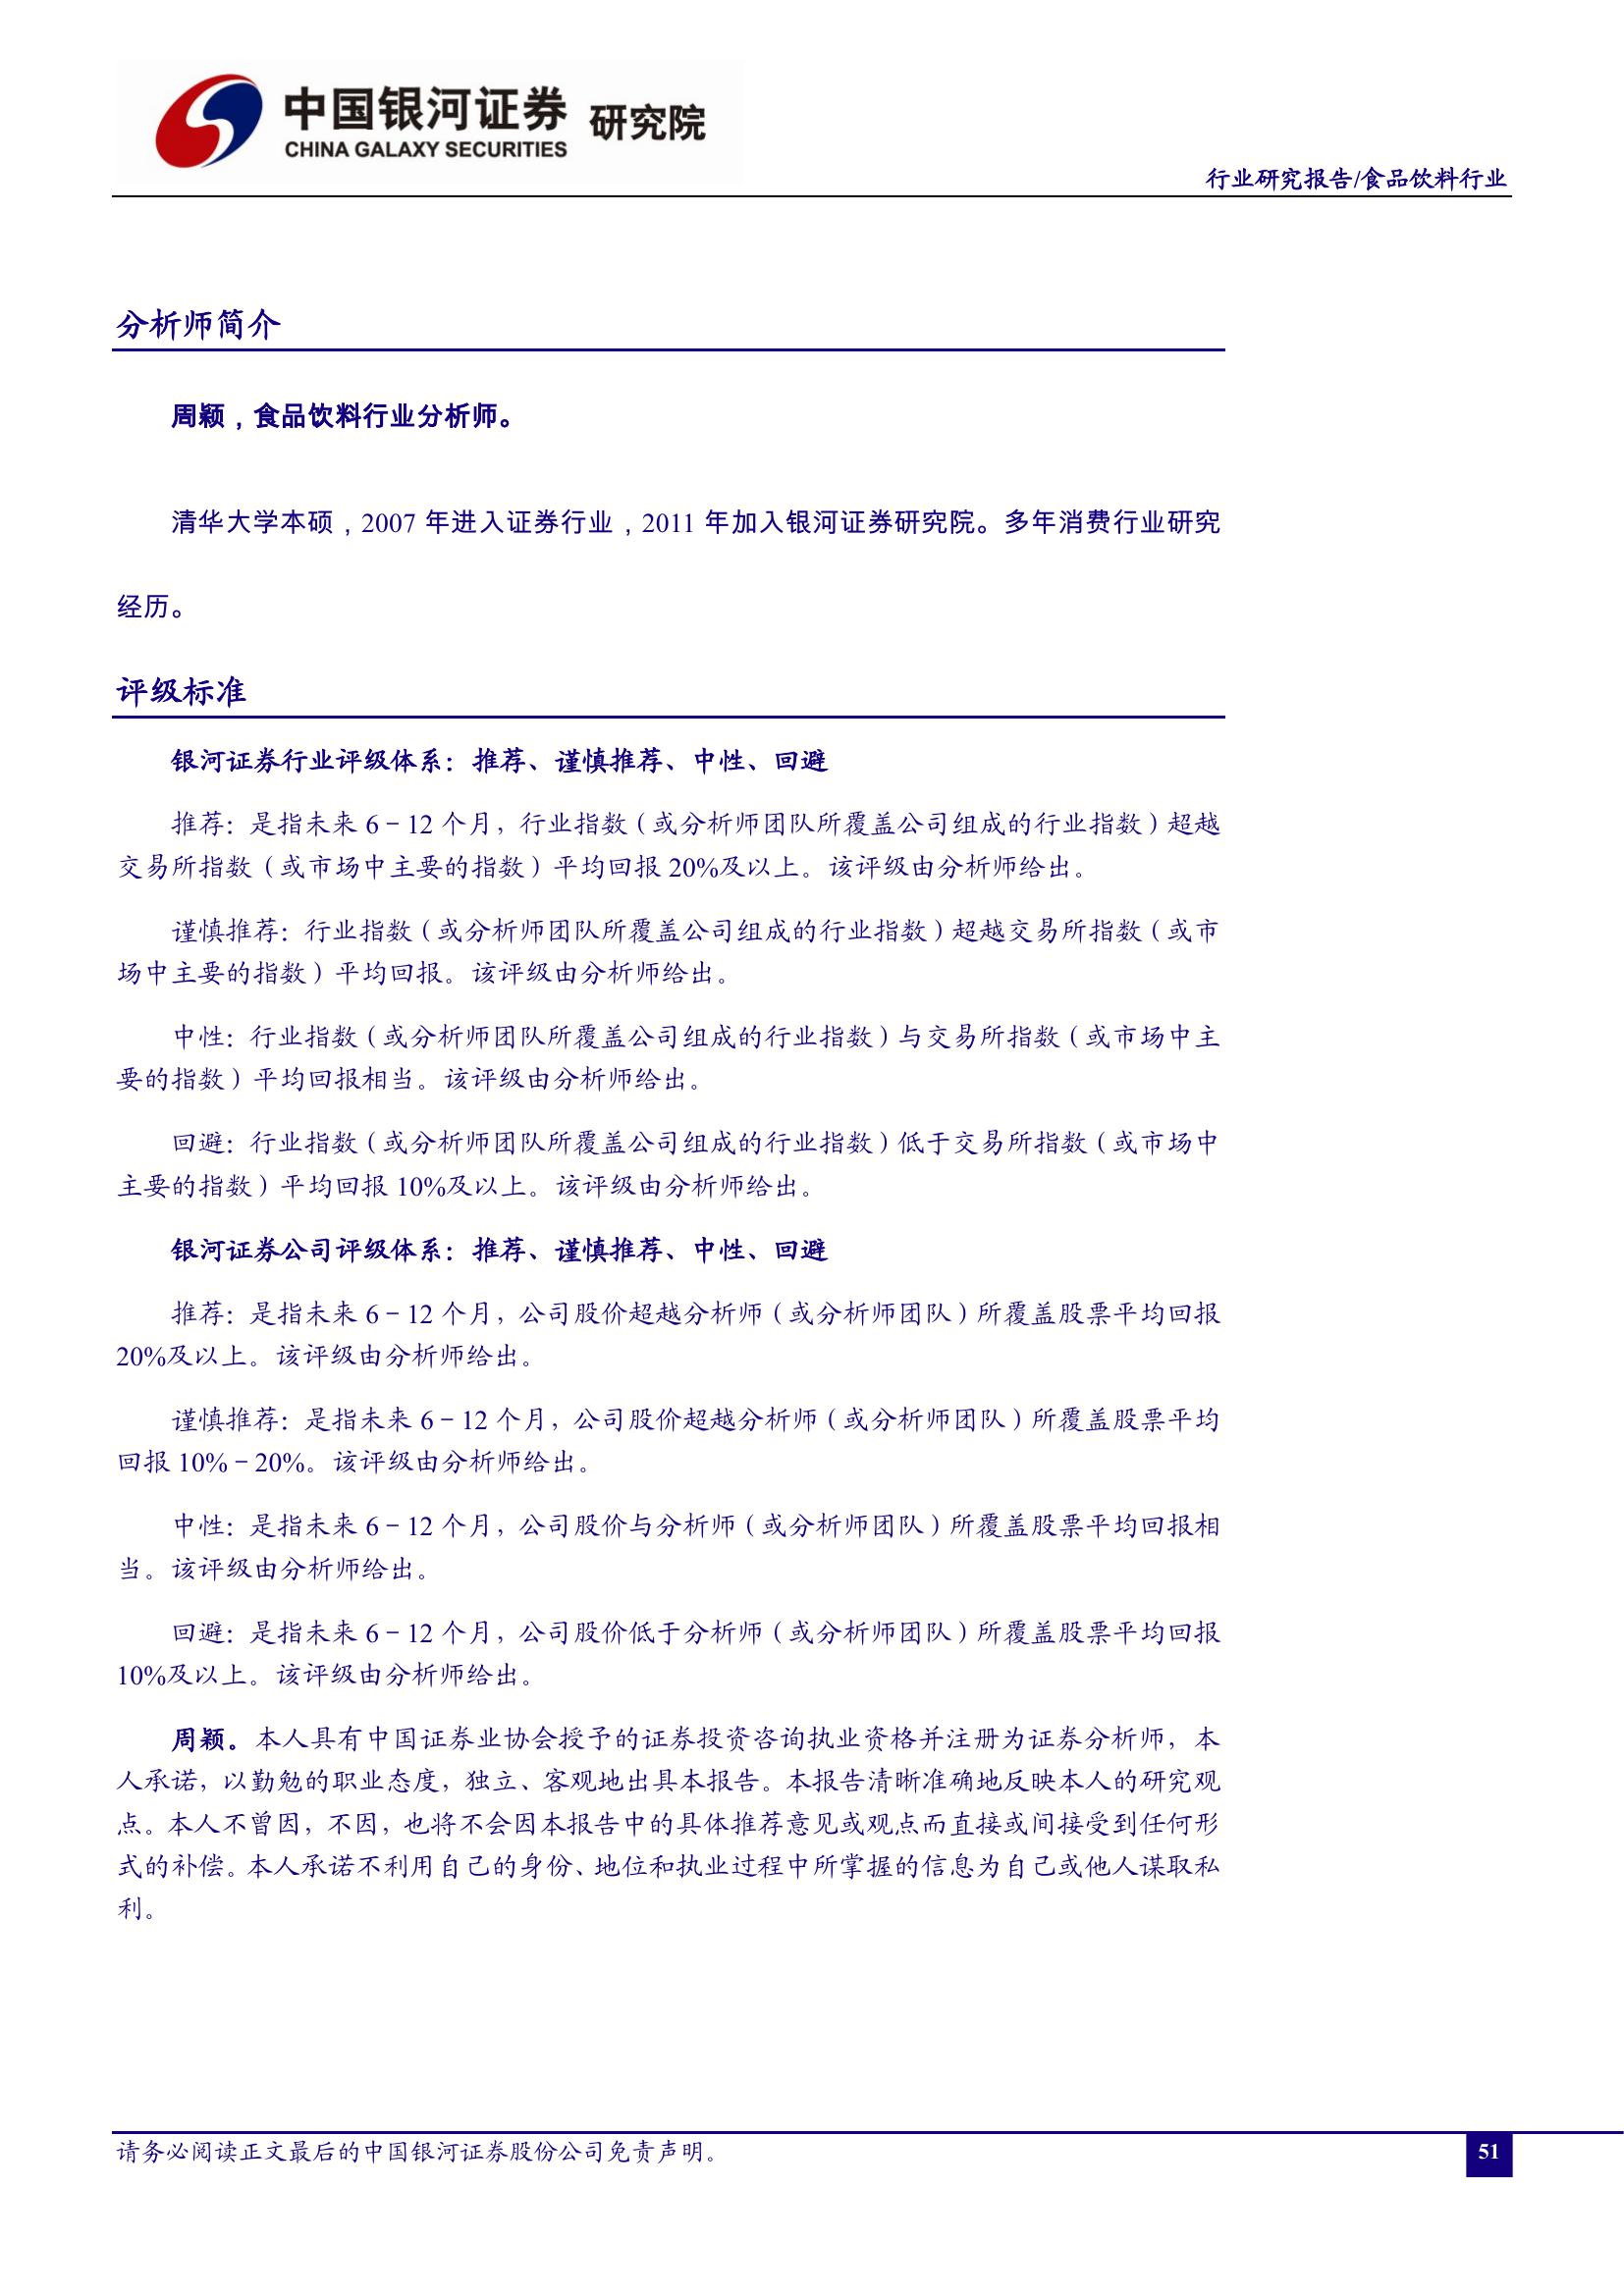 中国银河证券 研究院
CHINA GALAXY SECURITIES
行业研究报告/食品饮料行业
分析师简介
周颖，食品饮料行业分析师。
清华大学本硕，2007 年进入证券行业，2011 年加入银河证券研究院。多年消费行业研究
经历。
评级标准
银河证券行业评级体系：推荐、谨慎推荐、中性、回避
推荐：是指未来 6－12 个月，行业指数（或分析师团队所覆盖公司组成的行业指数）超越
交易所指数（或市场中主要的指数）平均回报 20%及以上。该评级由分析师给出。
谨慎推荐：行业指数（或分析师团队所覆盖公司组成的行业指数）超越交易所指数（或市
场中主要的指数）平均回报。该评级由分析师给出。
中性：行业指数（或分析师团队所覆盖公司组成的行业指数）与交易所指数（或市场中主
要的指数）平均回报相当。该评级由分析师给出。
回避：行业指数（或分析师团队所覆盖公司组成的行业指数）低于交易所指数（或市场中
主要的指数）平均回报 10%及以上。该评级由分析师给出。
银河证券公司评级体系：推荐、谨慎推荐、中性、回避
推荐：是指未来 6－12 个月，公司股价超越分析师（或分析师团队）所覆盖股票平均回报
20%及以上。该评级由分析师给出。
谨慎推荐：是指未来 6－12 个月，公司股价超越分析师（或分析师团队）所覆盖股票平均
回报 10%－20%。该评级由分析师给出。
中性：是指未来 6－12 个月，公司股价与分析师（或分析师团队）所覆盖股票平均回报相
当。该评级由分析师给出。
回避：是指未来 6－12 个月，公司股价低于分析师（或分析师团队）所覆盖股票平均回报
10%及以上。该评级由分析师给出。
周颖。本人具有中国证券业协会授予的证券投资咨询执业资格并注册为证券分析师，本
人承诺，以勤勉的职业态度，独立、客观地出具本报告。本报告清晰准确地反映本人的研究观
点。本人不曾因，不因，也将不会因本报告中的具体推荐意见或观点而直接或间接受到任何形
式的补偿。本人承诺不利用自己的身份、地位和执业过程中所掌握的信息为自己或他人谋取私
利。
请务必阅读正文最后的中国银河证券股份公司免责声明。
51